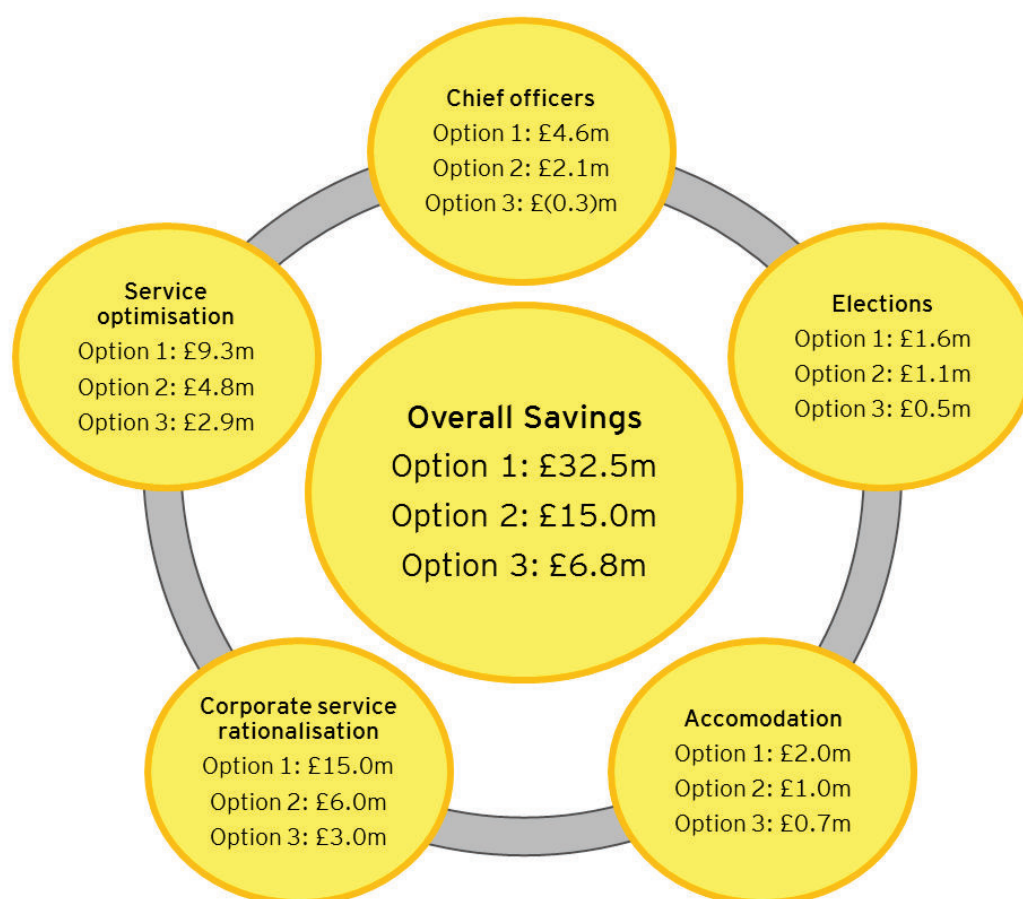 Chief officers
Option 1: £4.6m
Option 2: £2.1m
Option 3: £(0.3)m
Elections
Option 1: £1.6m
Option 2: £1.1m
Option 3: £0.5m
Service
optimisation
Option 1: £9.3m
Option 2: £4.8m
Option 3: £2.9m
Overall Savings
Option 1: £32.5m
Option 2: £15.0m
Option 3: £6.8m
Corporate service
rationalisation
Option 1: £15.0m
Option 2: £6.0m
Option 3: £3.0m
Accomodation
Option 1: £2.0m
Option 2: £1.0m
Option 3: £0.7m